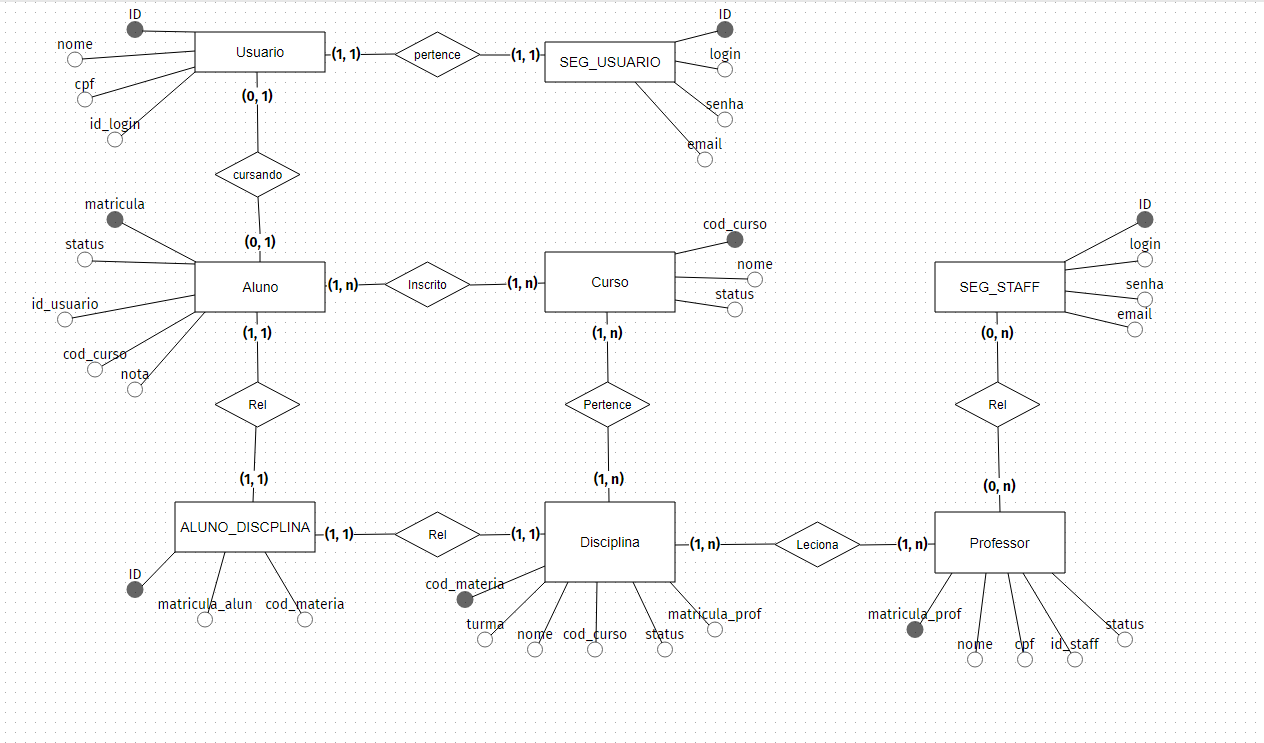 ID
nome
cpf
id_login
Usuario
(1, 1)
pertence
(1, 1)
SEG_USUARIO
ID
login
senha
email
(0, 1)
cursando
(0, 1)
matricula
status
id_usuario
cod_curso
nota
Aluno
(1, n)
Inscrito
(1, n)
Curso
cod_curso
nome
status
SEG_STAFF
ID
login
senha
email
(1, 1)
Rel
(1, 1)
(1, n)
Pertence
(1, n)
(0, n)
Rel
(0, n)
ALUNO_DISCPLINA
(1, 1)
Rel
(1, 1)
Disciplina
(1, n)
Leciona
(1, n)
Professor
ID
matricula_alun
cod_materia
cod_materia
turma
nome
cod_curso
status
matricula_prof
matricula_prof
nome
cpf
id_staff
status